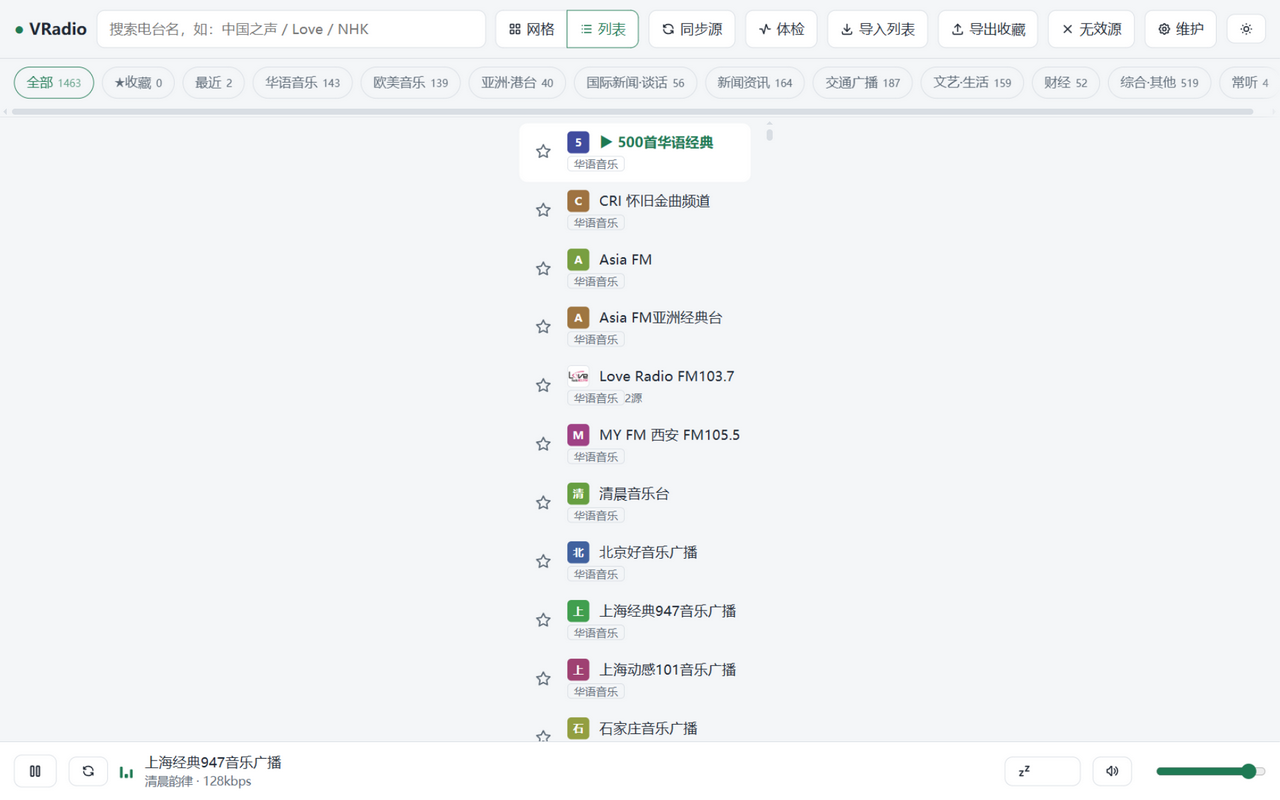 VRadio
搜索电台名，如：中国之声 / Love / NHK
网格
列表
同步源
体检
导入列表
导出收藏
无效源
维护
全部 1463
★收藏 0
最近 2
华语音乐 143
欧美音乐 139
亚洲·港台 40
国际新闻·谈话 56
新闻资讯 164
交通广播 187
文艺·生活 159
财经 52
综合·其他 519
常听 4
5 ▶ 500首华语经典
华语音乐
C CRI 怀旧金曲频道
华语音乐
A Asia FM
华语音乐
A Asia FM亚洲经典台
华语音乐
Love Radio FM103.7
华语音乐 2源
M MY FM 西安 FM105.5
华语音乐
清 清晨音乐台
华语音乐
北 北京好音乐广播
华语音乐
上 上海经典947音乐广播
华语音乐
上 上海动感101音乐广播
华语音乐
石 石家庄音乐广播
上海经典947音乐广播
清晨韵律 · 128kbps
zz